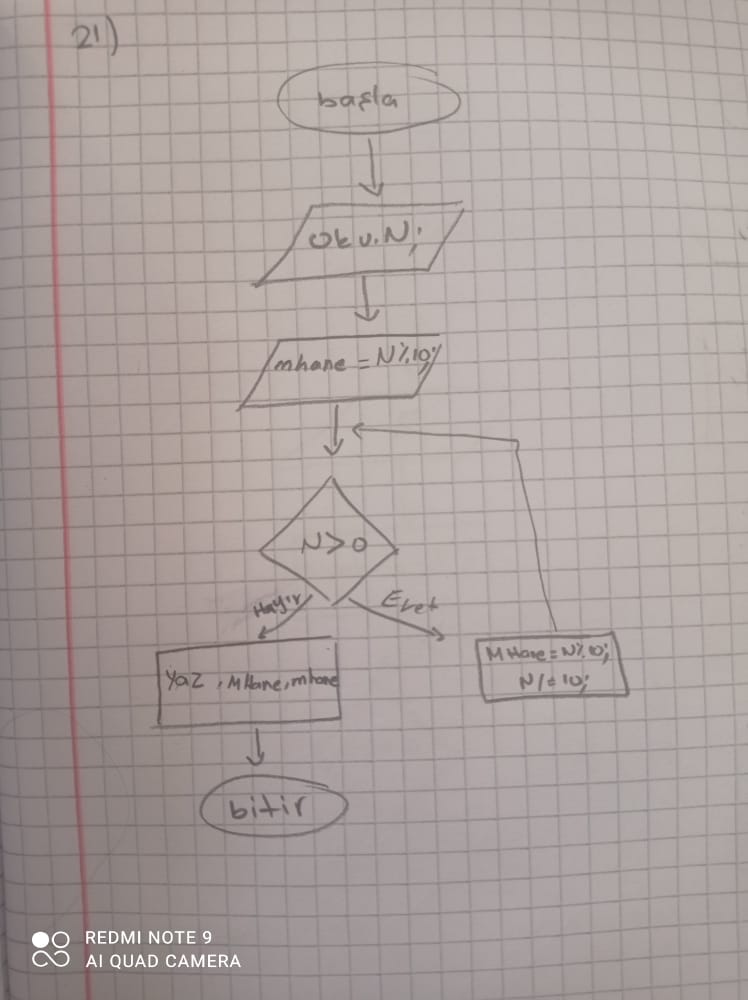 21)
başla
Oku.N;
mhane = N%10;
N>0
Hayır
Evet
MHane = N%10;
N/=10;
Yaz, MHane, mhane
bitir
REDMI NOTE 9
AI QUAD CAMERA